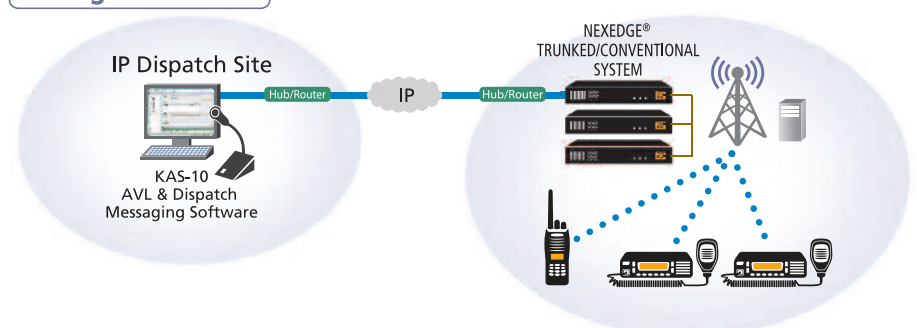 IP Dispatch Site
Hub/Router
IP
Hub/Router
NEXEDGE®
TRUNKED/CONVENTIONAL
SYSTEM
KAS-10
AVL & Dispatch
Messaging Software